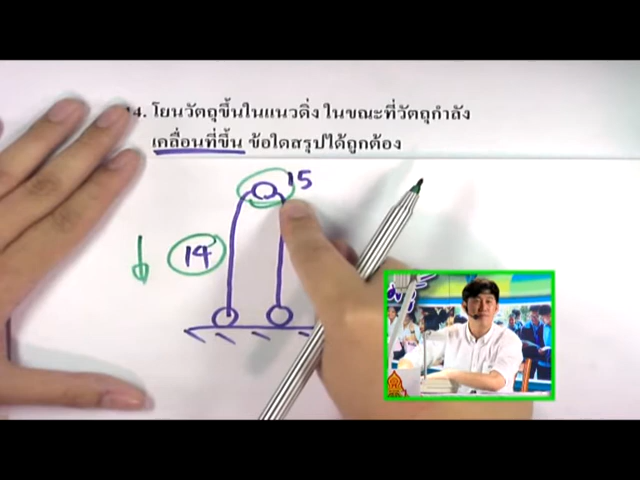 14. โยนวัตถุขึ้นในแนวดิ่ง ในขณะที่วัตถุกำลัง
เคลื่อนที่ขึ้น ข้อใดสรุปได้ถูกต้อง
15
14